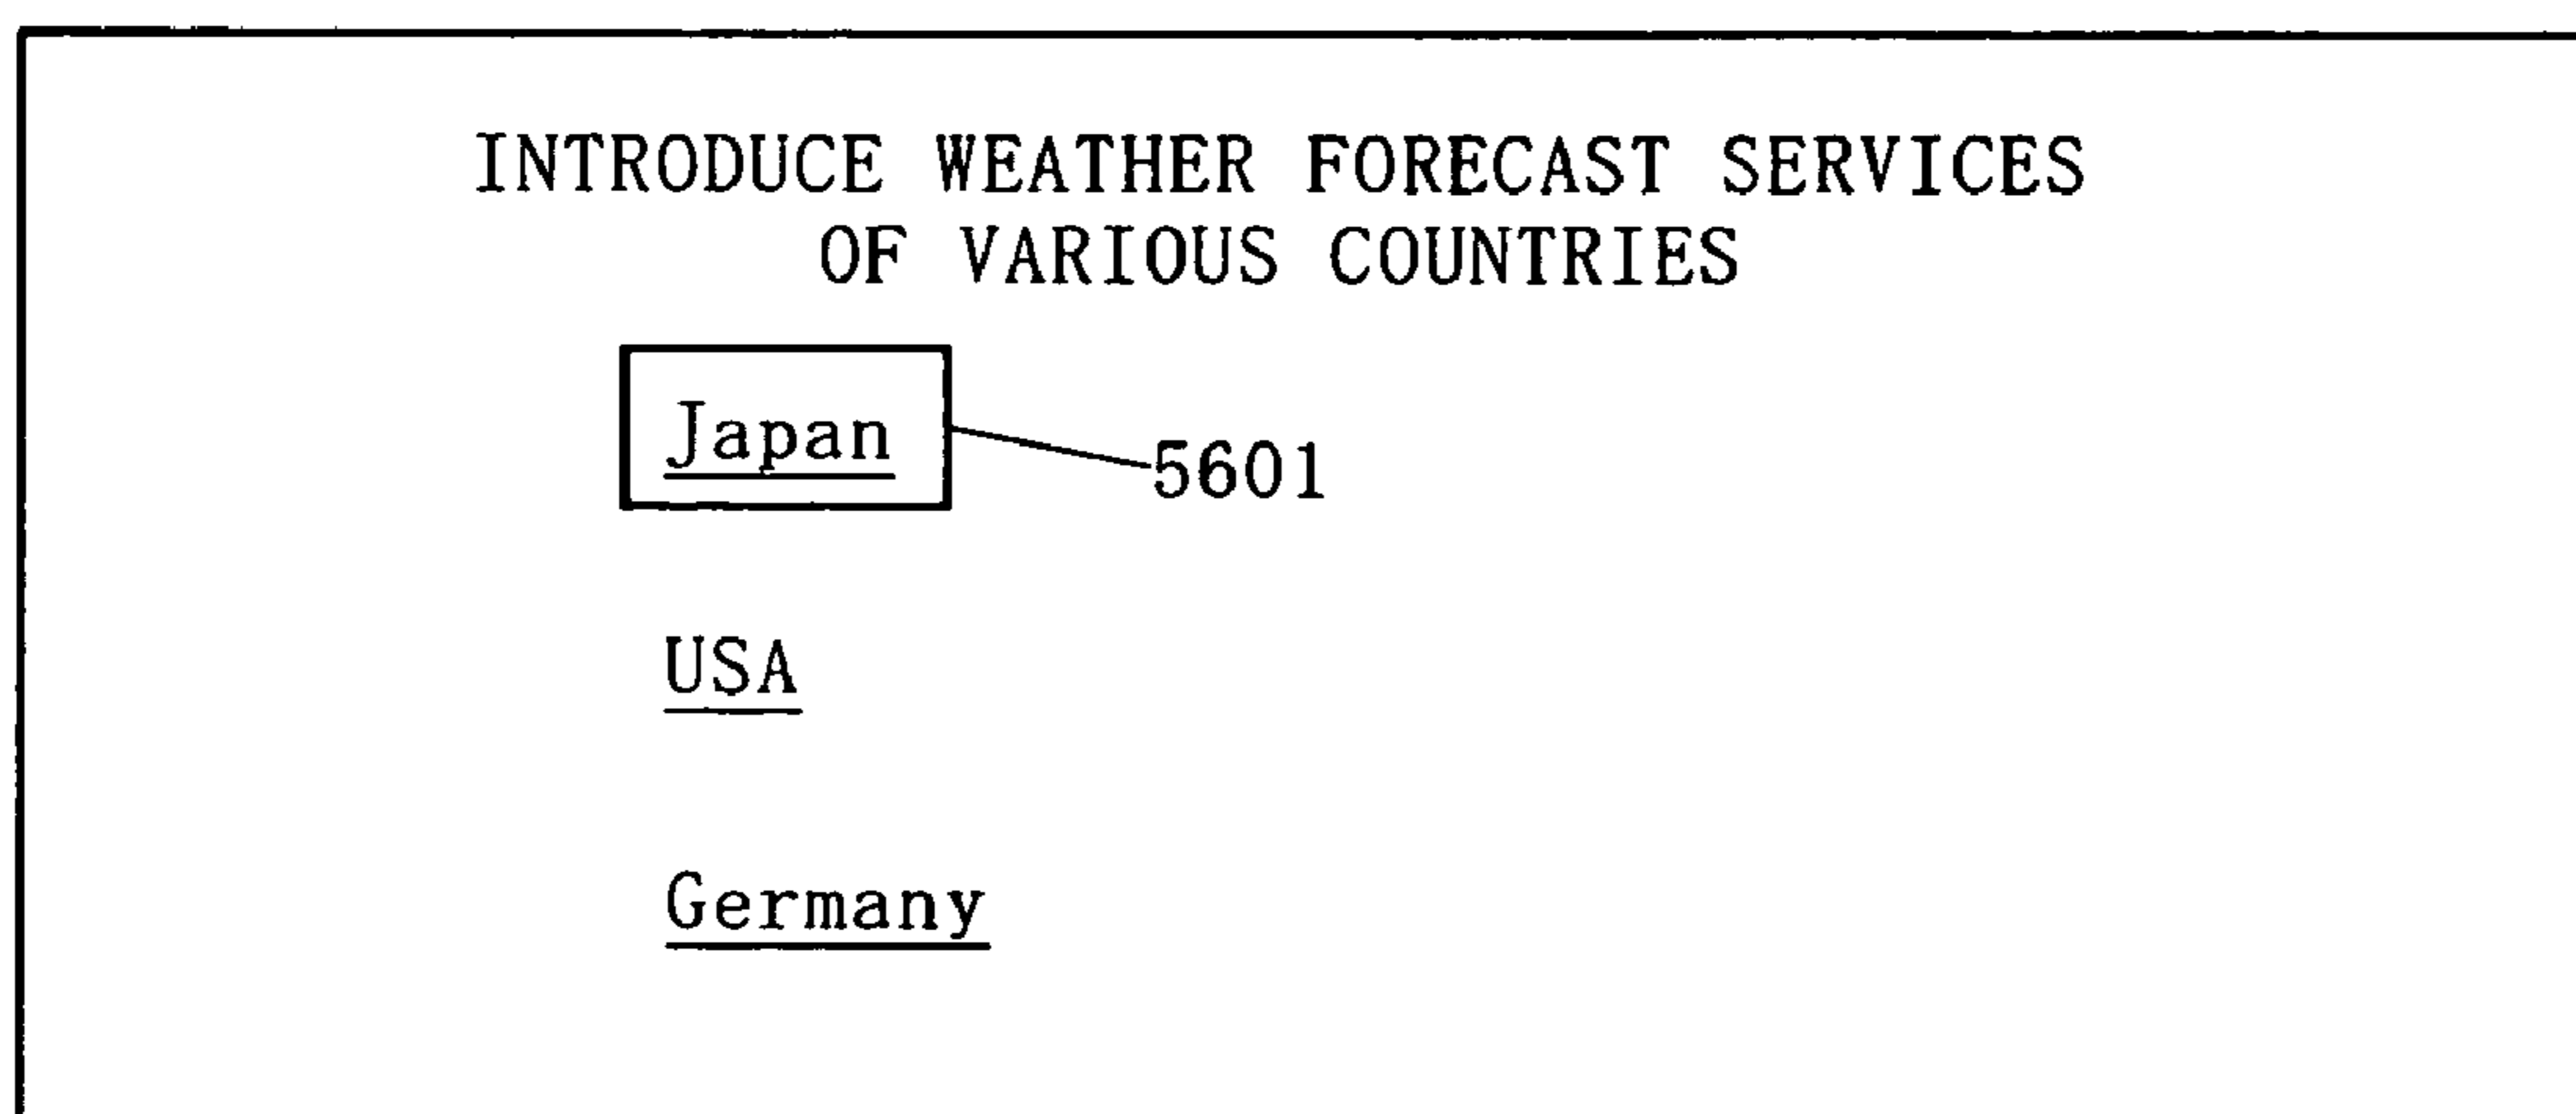 INTRODUCE WEATHER FORECAST SERVICES
OF VARIOUS COUNTRIES
Japan
5601
USA
Germany